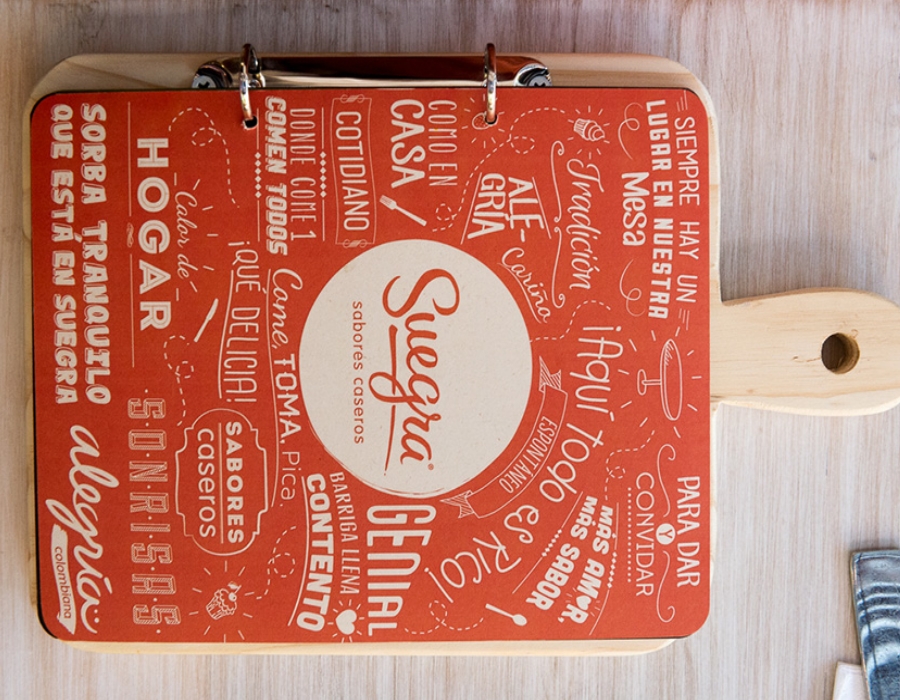 SIEMPRE HAY UN
LUGAR EN NUESTRA
MESA
Tradición
COMO EN
CASA
ALE-
GRÍA
Cariño
COTIDIANO
DONDE COME 1
COMEN TODOS
Calor de
HOGAR
SORBA TRANQUILO
QUE ESTÁ EN SUEGRA
¡QUÉ DELICIA!
Come, TOMA, Pica
Suegra®
saborés caseros
¡AQUÍ TODO ES RICO!
ESPONTANEO
PARA DAR
Y
CONVIDAR
MÁS AMOR,
MÁS SABOR
GENIAL
BARRIGA LLENA
CONTENTO
SABORES
caseros
SONRISAS
alegría
colombiana